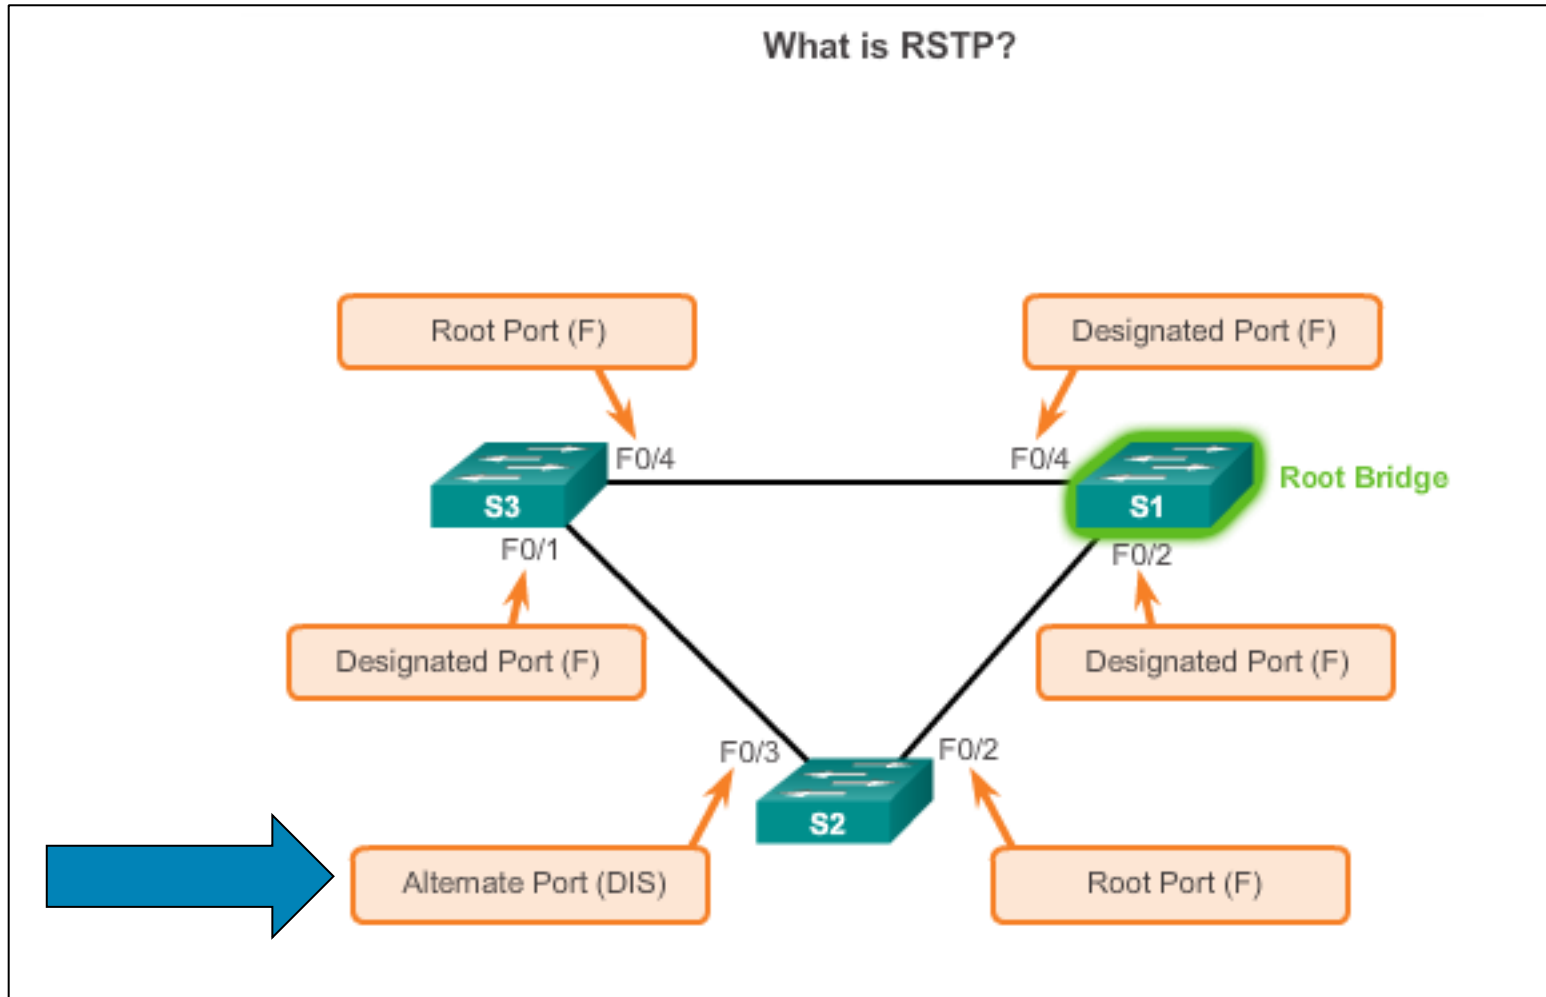 What is RSTP?
Root Port (F)
Designated Port (F)
F0/4
F0/4
S3
S1
Root Bridge
F0/1
F0/2
Designated Port (F)
Designated Port (F)
F0/3
F0/2
S2
Alternate Port (DIS)
Root Port (F)